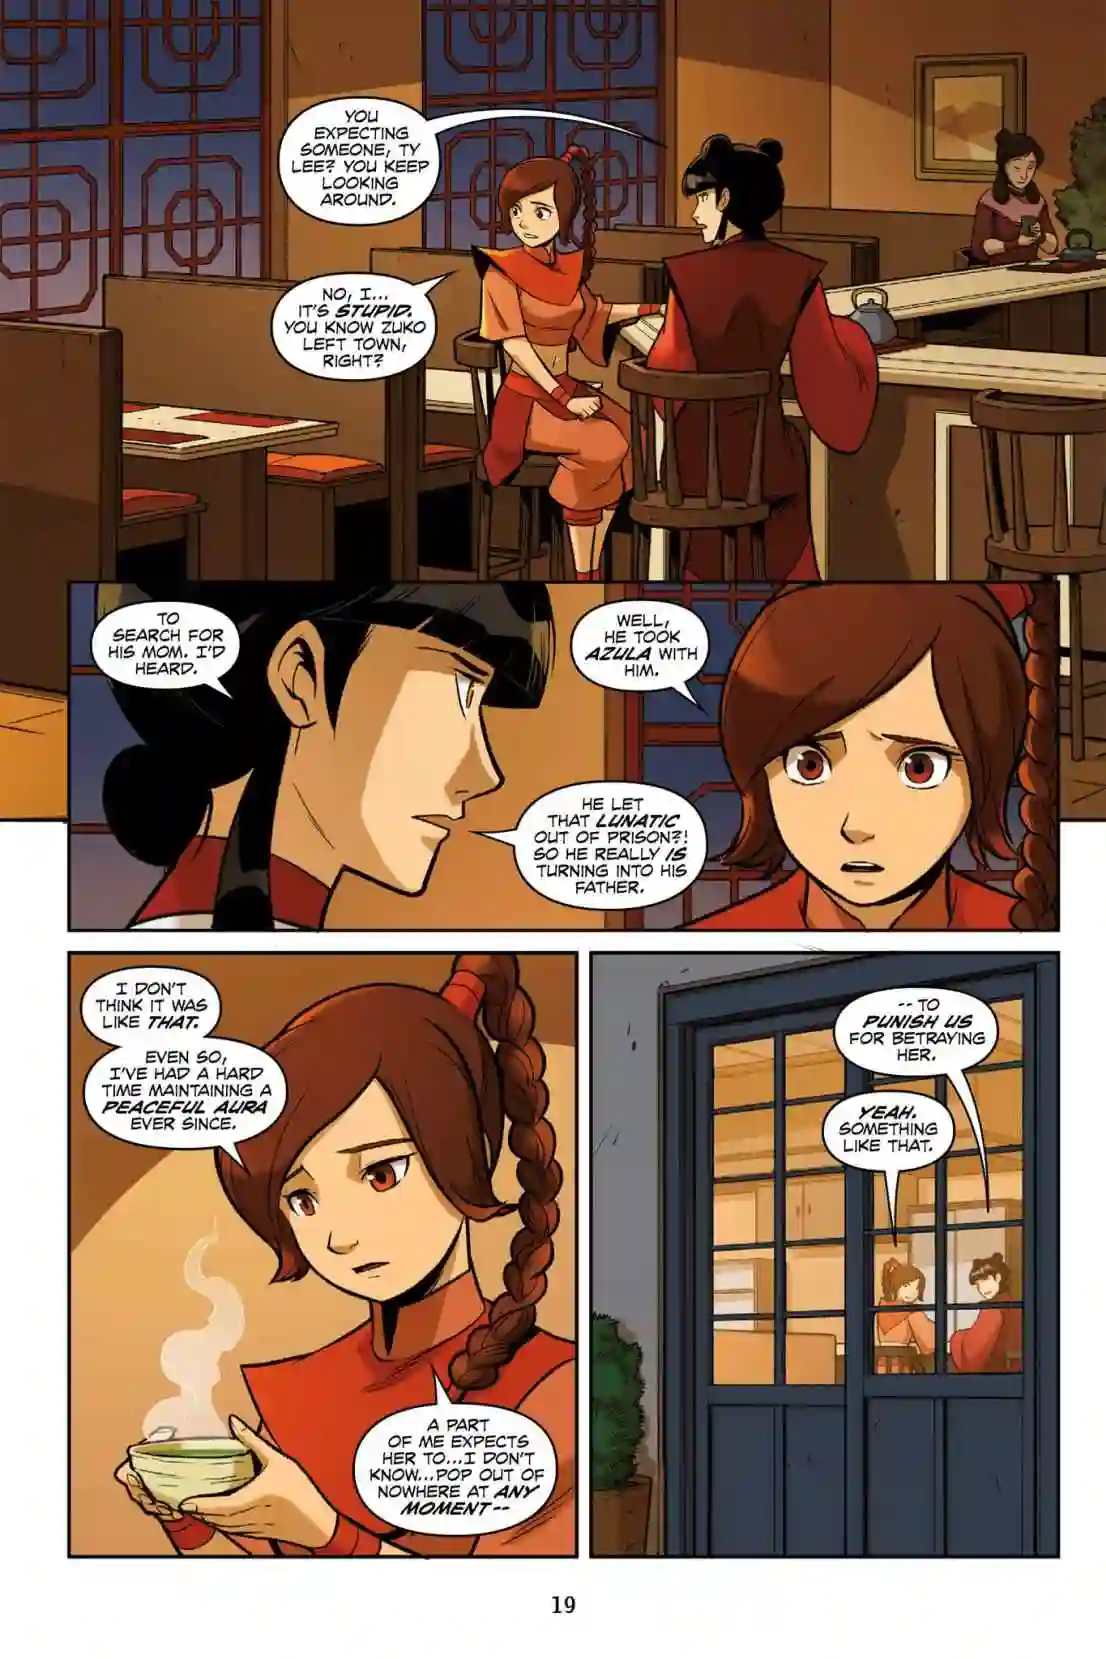 YOU
EXPECTING
SOMEONE, TY
LEE? YOU KEEP
LOOKING
AROUND.
NO, I...
IT'S STUPID.
YOU KNOW ZUKO
LEFT TOWN,
RIGHT?
TO
SEARCH FOR
HIS MOM. I'D
HEARD.
WELL,
HE TOOK
AZULA WITH
HIM.
HE LET
THAT LUNATIC
OUT OF PRISON?!
SO HE REALLY IS
TURNING INTO HIS
FATHER.
I DON'T
THINK IT WAS
LIKE THAT.
EVEN SO,
I'VE HAD A HARD
TIME MAINTAINING A
PEACEFUL AURA
EVER SINCE.
A PART
OF ME EXPECTS
HER TO...I DON'T
KNOW...POP OUT OF
NOWHERE AT ANY
MOMENT--
-- TO
PUNISH US
FOR BETRAYING
HER.
YEAH.
SOMETHING
LIKE THAT.
19